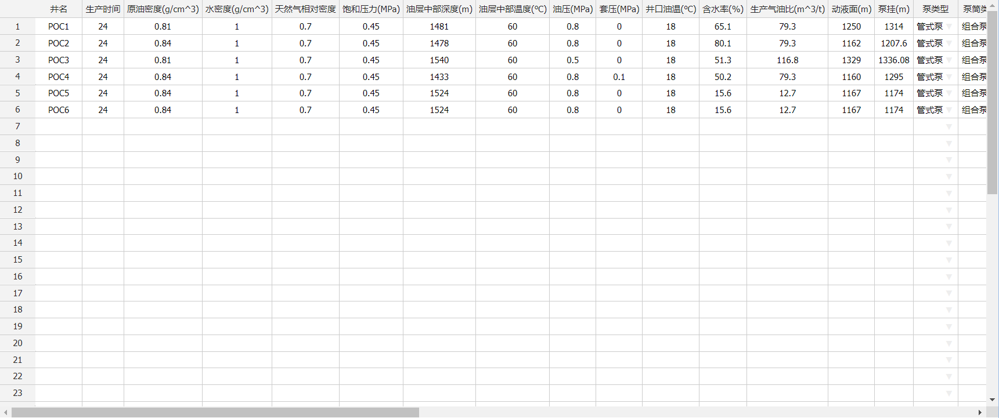 井名 生产时间 原油密度(g/cm^3) 水密度(g/cm^3) 天然气相对密度 饱和压力(MPa) 油层中部深度(m) 油层中部温度(℃) 油压(MPa) 套压(MPa) 井口油温(℃) 含水率(%) 生产气油比(m^3/t) 动液面(m) 泵挂(m) 泵类型 泵筒类
1 POC1 24 0.81 1 0.7 0.45 1481 60 0.8 0 18 65.1 79.3 1250 1314 管式泵 组合泵
2 POC2 24 0.84 1 0.7 0.45 1478 60 0.8 0 18 80.1 79.3 1162 1207.6 管式泵 组合泵
3 POC3 24 0.81 1 0.7 0.45 1540 60 0.5 0 18 51.3 116.8 1329 1336.08 管式泵 组合泵
4 POC4 24 0.84 1 0.7 0.45 1433 60 0.8 0.1 18 50.2 79.3 1160 1295 管式泵 组合泵
5 POC5 24 0.84 1 0.7 0.45 1524 60 0.8 0 18 15.6 12.7 1167 1174 管式泵 组合泵
6 POC6 24 0.84 1 0.7 0.45 1524 60 0.8 0 18 15.6 12.7 1167 1174 管式泵 组合泵
7
8
9
10
11
12
13
14
15
16
17
18
19
20
21
22
23